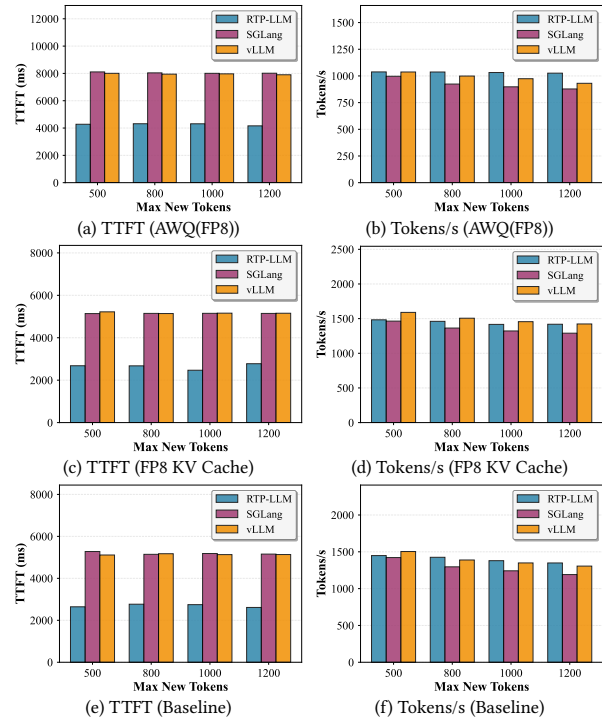 RTP-LLM
SGLang
vLLM
TTFT (ms)
12000
10000
8000
6000
4000
2000
0
500 800 1000 1200
Max New Tokens
(a) TTFT (AWQ(FP8))
RTP-LLM
SGLang
vLLM
Tokens/s
1500
1250
1000
750
500
250
0
500 800 1000 1200
Max New Tokens
(b) Tokens/s (AWQ(FP8))
RTP-LLM
SGLang
vLLM
TTFT (ms)
8000
6000
4000
2000
0
500 800 1000 1200
Max New Tokens
(c) TTFT (FP8 KV Cache)
RTP-LLM
SGLang
vLLM
Tokens/s
2500
2000
1500
1000
500
0
500 800 1000 1200
Max New Tokens
(d) Tokens/s (FP8 KV Cache)
RTP-LLM
SGLang
vLLM
TTFT (ms)
8000
6000
4000
2000
0
500 800 1000 1200
Max New Tokens
(e) TTFT (Baseline)
RTP-LLM
SGLang
vLLM
Tokens/s
2000
1500
1000
500
0
500 800 1000 1200
Max New Tokens
(f) Tokens/s (Baseline)